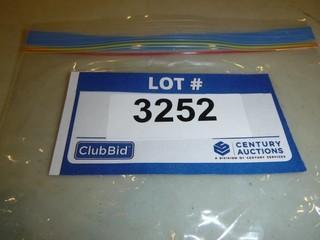 LOT #
3252
ClubBid
CENTURY
AUCTIONS
A DIVISION OF CENTURY SERVICES